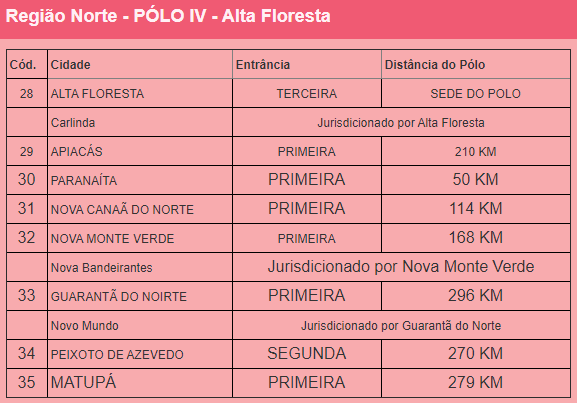 Região Norte - PÓLO IV - Alta Floresta
Cód. Cidade Entrância Distância do Pólo
28 ALTA FLORESTA TERCEIRA SEDE DO POLO
Carlinda Jurisdicionado por Alta Floresta
29 APIACÁS PRIMEIRA 210 KM
30 PARANAÍTA PRIMEIRA 50 KM
31 NOVA CANAÃ DO NORTE PRIMEIRA 114 KM
32 NOVA MONTE VERDE PRIMEIRA 168 KM
Nova Bandeirantes Jurisdicionado por Nova Monte Verde
33 GUARANTÃ DO NOIRTE PRIMEIRA 296 KM
Novo Mundo Jurisdicionado por Guarantã do Norte
34 PEIXOTO DE AZEVEDO SEGUNDA 270 KM
35 MATUPÁ PRIMEIRA 279 KM